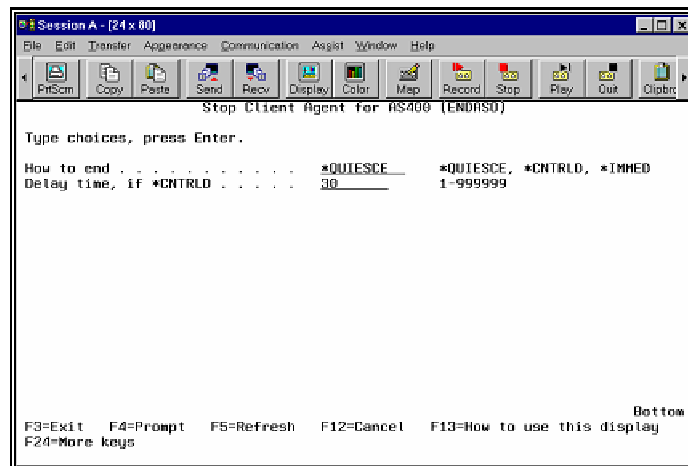 Session A - [24 x 80]
File Edit Transfer Appearance Communication Assist Window Help
PrtScrn Copy Paste Send Recv Display Color Map Record Stop Play Quit Clipbrd
Stop Client Agent for AS400 (ENDASO)
Type choices, press Enter.
How to end . . . . . . . . . . . *QUIESCE *QUIESCE, *CNTRLD, *IMMED
Delay time, if *CNTRLD . . . . . 30 1-999999
Bottom
F3=Exit F4=Prompt F5=Refresh F12=Cancel F13=How to use this display
F24=More keys